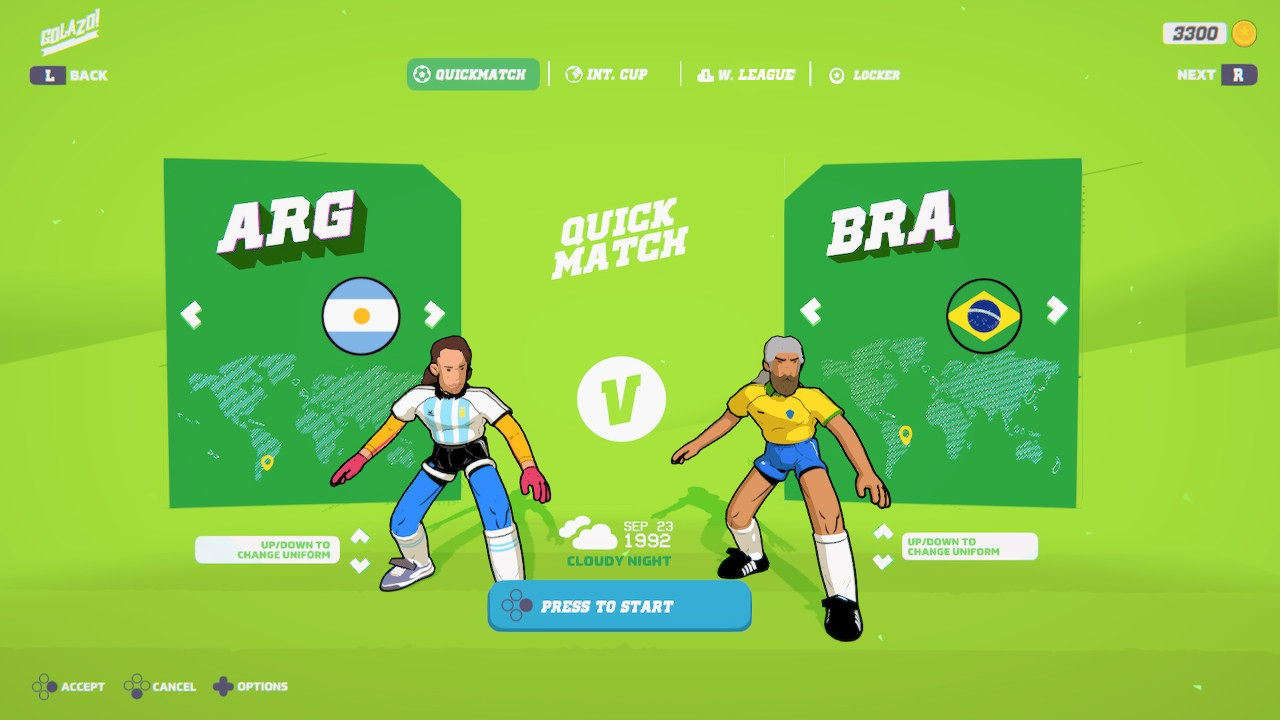 GOLAZO!
3300
L BACK
QUICKMATCH
INT. CUP
W. LEAGUE
LOCKER
NEXT R
ARG
QUICK
MATCH
BRA
V
SEP 23
1992
CLOUDY NIGHT
UP/DOWN TO
CHANGE UNIFORM
UP/DOWN TO
CHANGE UNIFORM
PRESS TO START
ACCEPT
CANCEL
OPTIONS